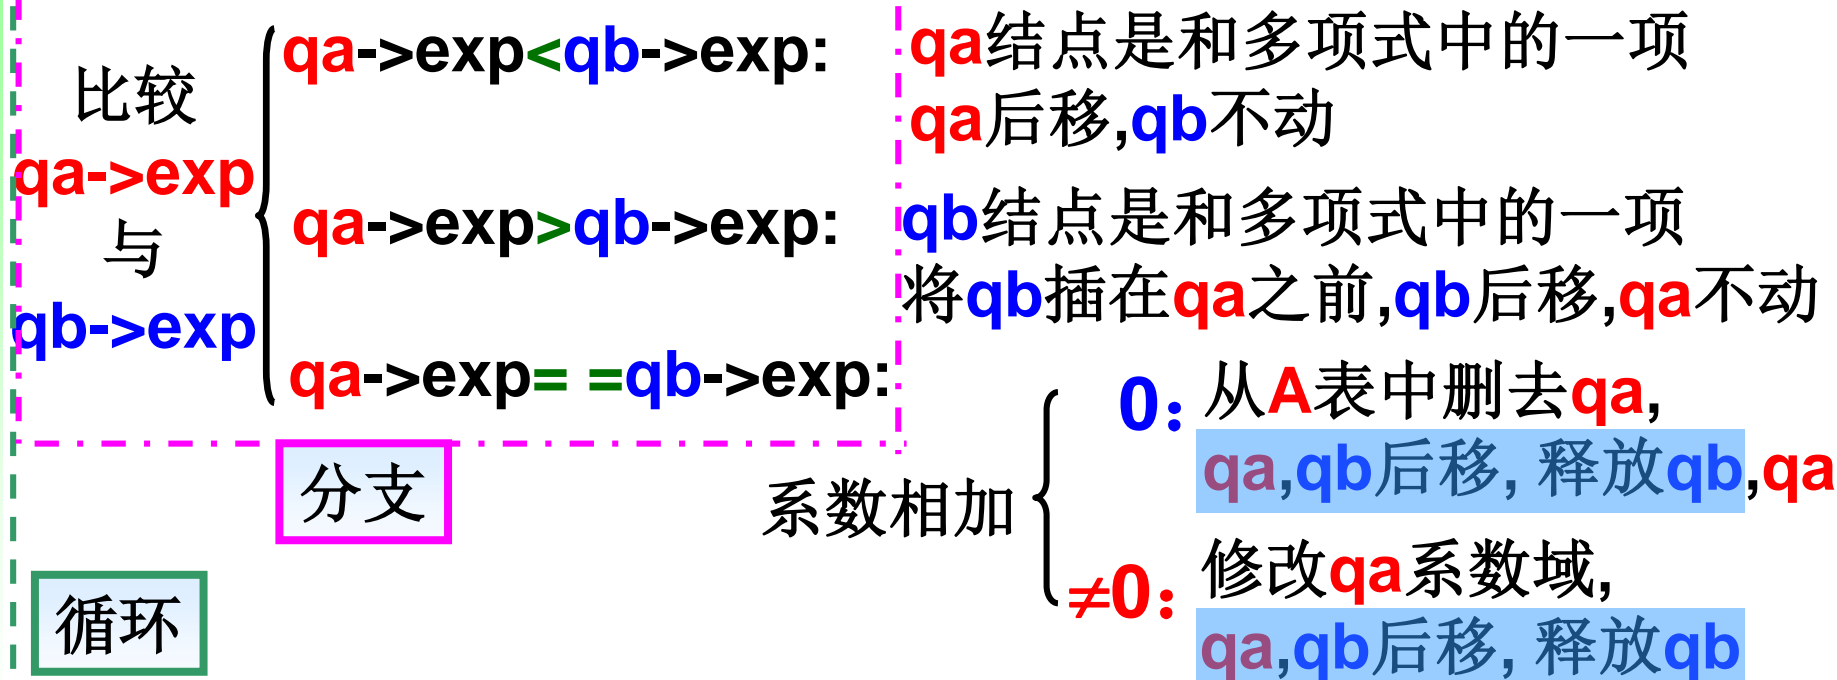 比较
qa->exp
与
qb->exp
qa->exp<qb->exp:
qa结点是和多项式中的一项
qa后移,qb不动
qa->exp>qb->exp:
qb结点是和多项式中的一项
将qb插在qa之前,qb后移,qa不动
qa->exp= =qb->exp:
系数相加
0：从A表中删去qa,
qa,qb后移, 释放qb,qa
≠0：修改qa系数域,
qa,qb后移, 释放qb
分支
循环